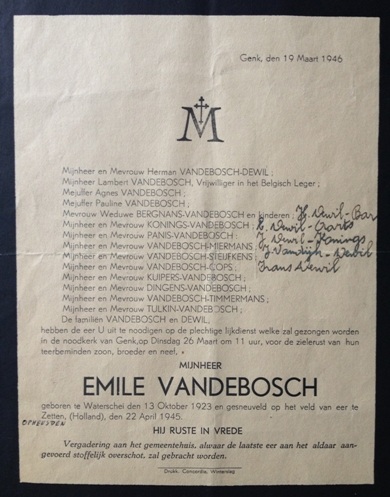 Genk, den 19 Maart 1946
M
Mijnheer en Mevrouw Herman VANDEBOSCH-DEWIL ;
Mijnheer Lambert VANDEBOSCH, Vrijwilliger in het Belgisch Leger ;
Mejuffer Agnes VANDEBOSCH ;
Mejuffer Pauline VANDEBOSCH ;
Mevrouw Weduwe BERGNANS-VANDEBOSCH en kinderen ;
Mijnheer en Mevrouw KONINGS-VANDEBOSCH ;
Mijnheer en Mevrouw PANIS-VANDEBOSCH ;
Mijnheer en Mevrouw VANDEBOSCH-MIERMANS ;
Mijnheer en Mevrouw VANDEBOSCH-STEUFKENS ;
Mijnheer en Mevrouw VANDEBOSCH-COPS ; Frans Dewil
Mijnheer en Mevrouw KUIPERS-VANDEBOSCH ;
Mijnheer en Mevrouw DINGENS-VANDEBOSCH ;
Mijnheer en Mevrouw VANDEBOSCH-TIMMERMANS ;
Mijnheer en Mevrouw TULKIN-VANDEBOSCH ;
De familiën VANDEBOSCH en DEWIL,
hebben de eer U uit te noodigen op de plechtige lijkdienst welke zal gezongen worden
in de noodkerk van Genk, op Dinsdag 26 Maart om 11 uur, voor de zielerust van hun
teerbeminden zoon, broeder en neef.
MIJNHEER
EMILE VANDEBOSCH
geboren te Waterschei den 13 Oktober 1923 en gesneuveld op het veld van eer te
Zetten, (Holland), den 22 April 1945.
OPHEUSDEN
HIJ RUSTE IN VREDE
Vergadering aan het gemeentehuis, alwaar de laatste eer aan het aldaar aan-
gevoerd stoffelijk overschot, zal gebracht worden.
Drukk. Concordia, Winterslag